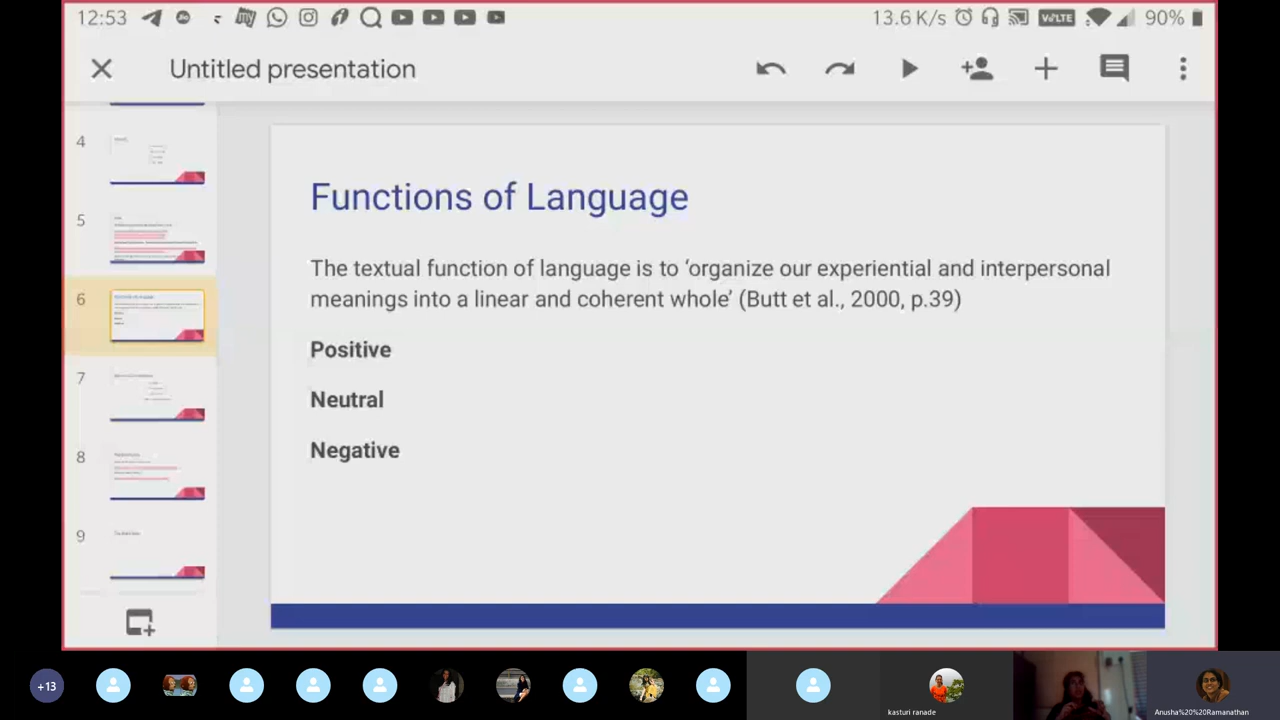 12:53
13.6 K/s
VoLTE
90%
Untitled presentation
4
5
6
7
8
9
Functions of Language
The textual function of language is to ‘organize our experiential and interpersonal
meanings into a linear and coherent whole’ (Butt et al., 2000, p.39)
Positive
Neutral
Negative
+13
kasturi ranade
Anusha%20%20Ramanathan